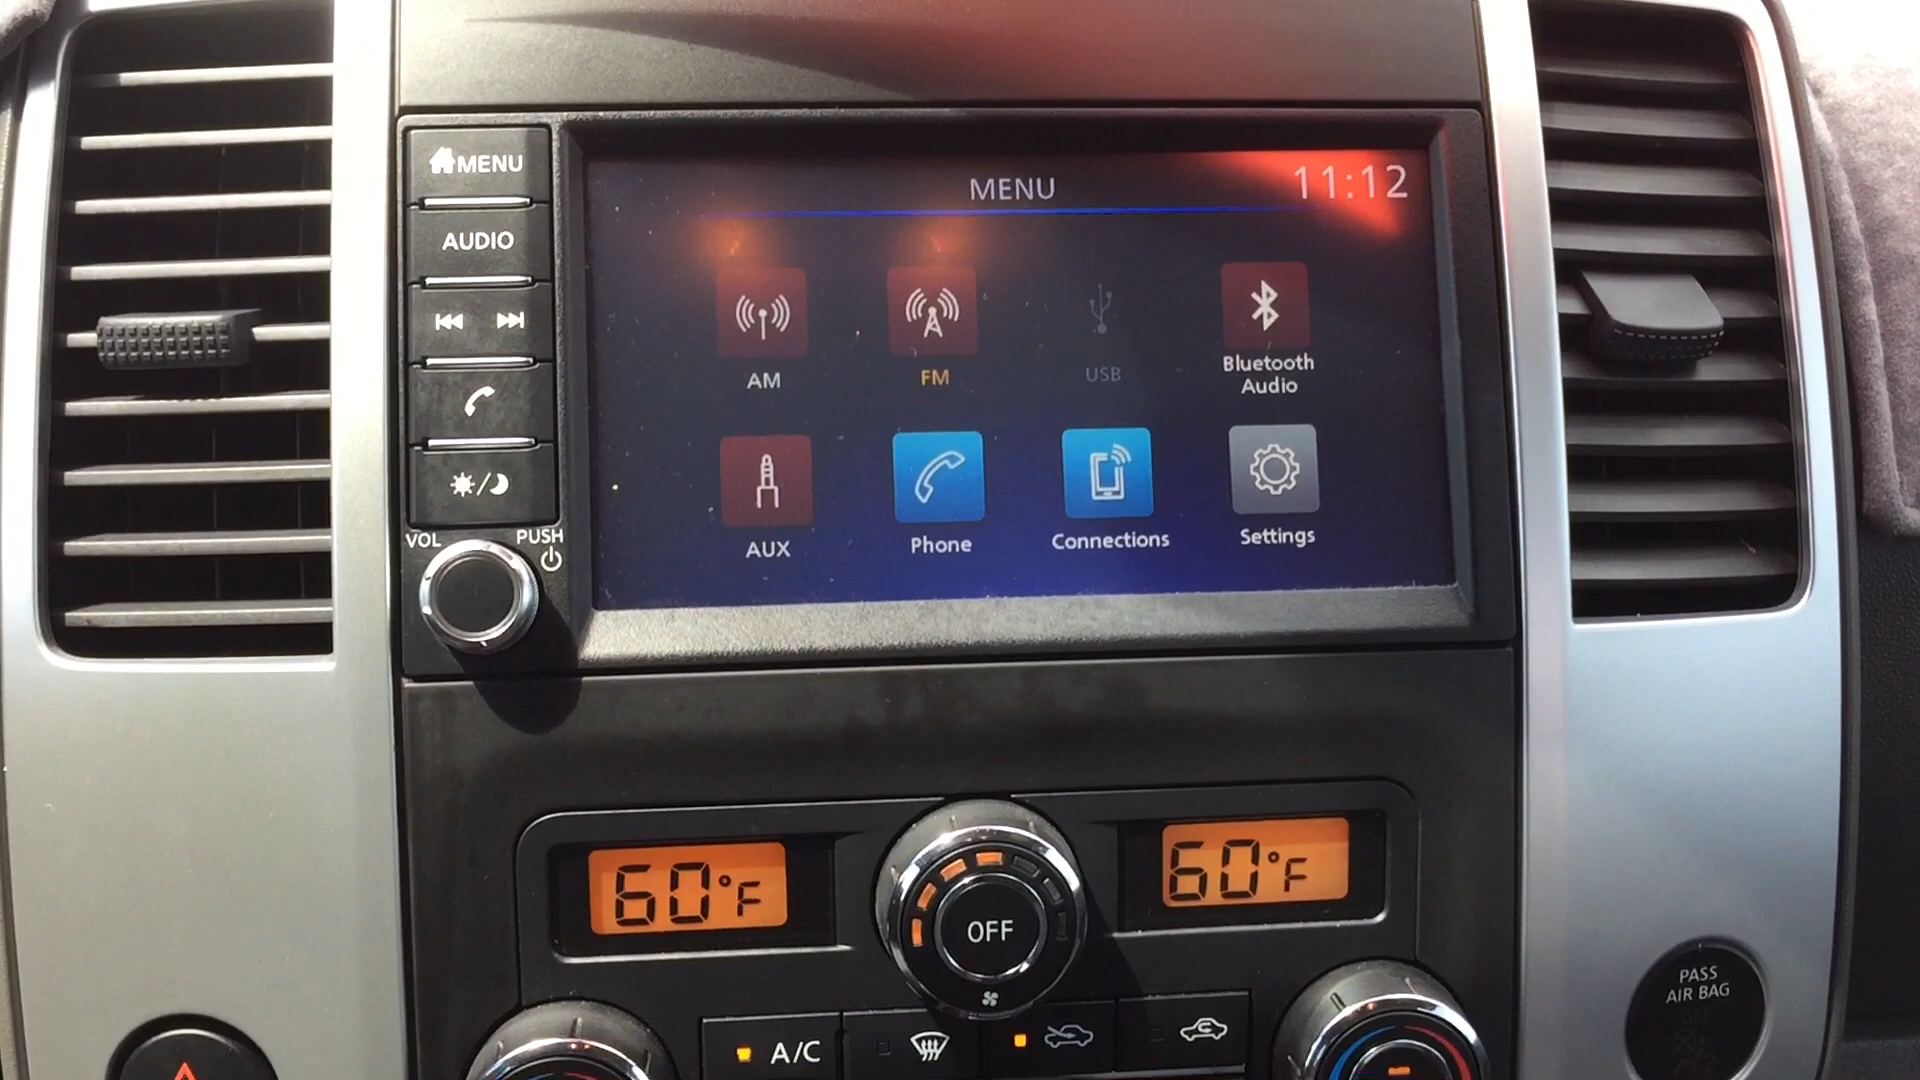 MENU
AUDIO
VOL
PUSH
MENU
11:12
AM
FM
USB
Bluetooth
Audio
AUX
Phone
Connections
Settings
60°F
OFF
60°F
A/C
PASS
AIR BAG